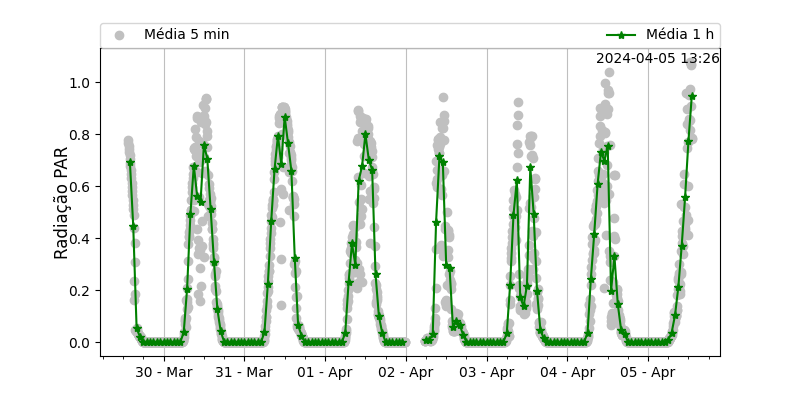 Média 5 min
Média 1 h
2024-04-05 13:26
Radiação PAR
1.0
0.8
0.6
0.4
0.2
0.0
30 - Mar
31 - Mar
01 - Apr
02 - Apr
03 - Apr
04 - Apr
05 - Apr